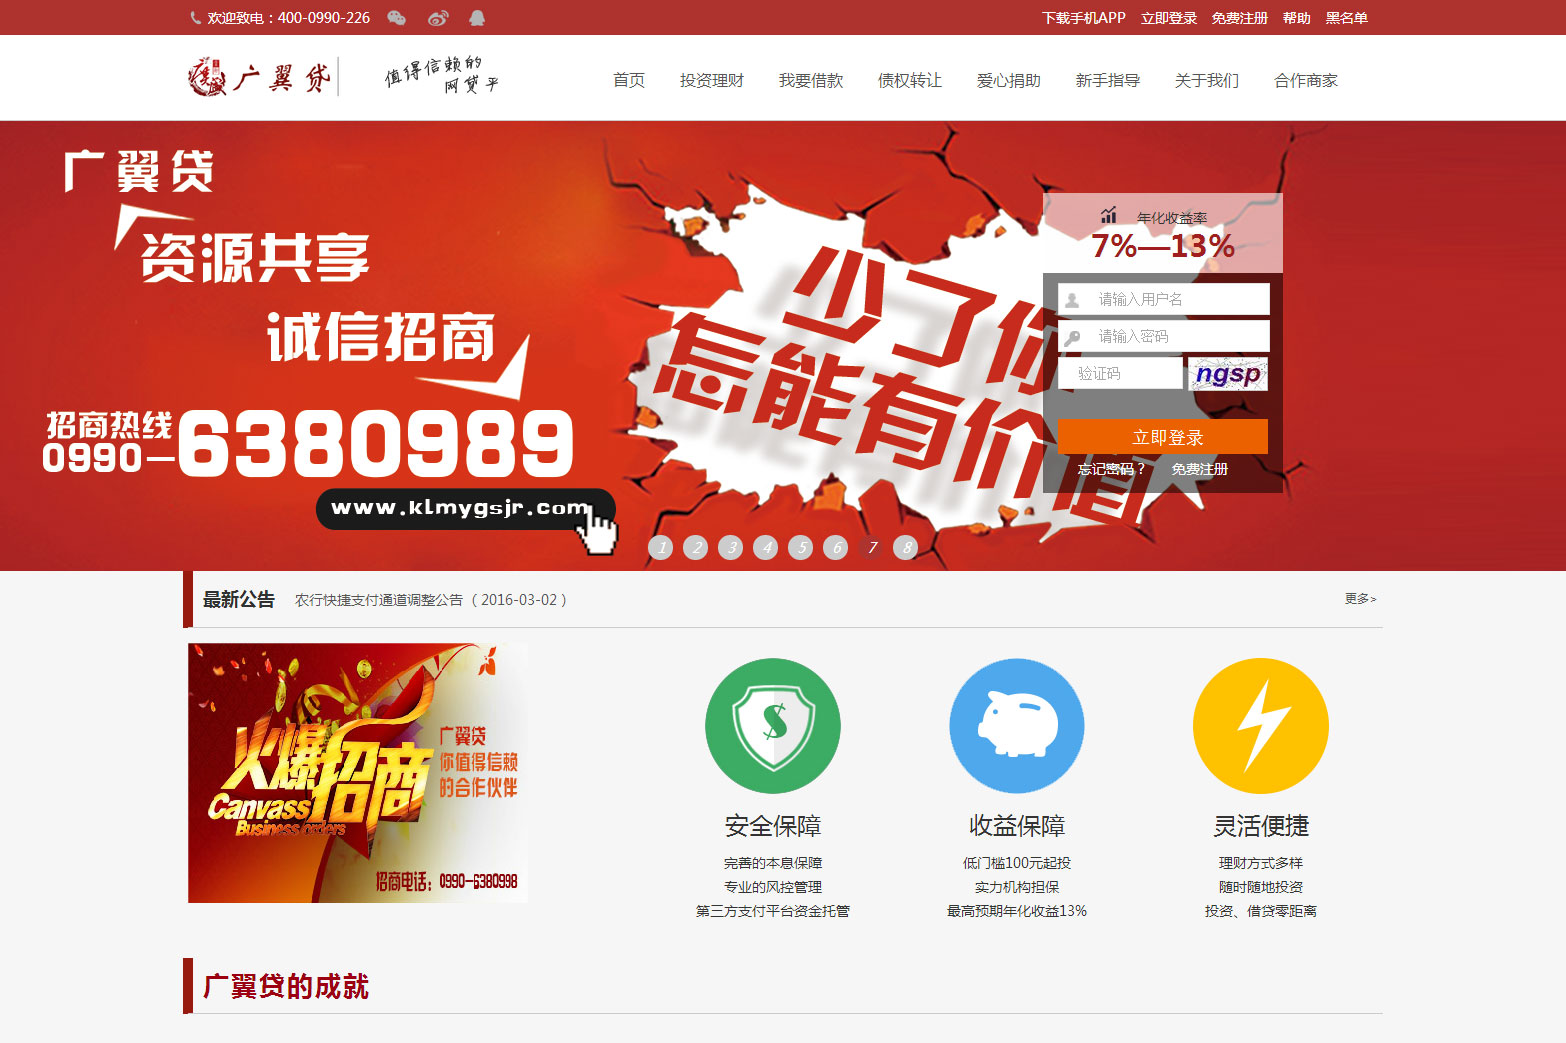 欢迎致电：400-0990-226
下载手机APP 立即登录 免费注册 帮助 黑名单
广翼贷
值得信赖的
网贷平
首页 投资理财 我要借款 债权转让 爱心捐助 新手指导 关于我们 合作商家
广翼贷
资源共享
诚信招商
招商热线
0990-6380989
www.klmygsjr.com
少了你
怎能有价值
年化收益率
7%—13%
请输入用户名
请输入密码
验证码
ngsp
立即登录
忘记密码？ 免费注册
1 2 3 4 5 6 7 8
最新公告 农行快捷支付通道调整公告 （ 2016-03-02 ）
更多>
火爆招商
Canvass
Business orders
广翼贷
你值得信赖
的合作伙伴
招商电话：0990-6380998
安全保障
完善的本息保障
专业的风控管理
第三方支付平台资金托管
收益保障
低门槛100元起投
实力机构担保
最高预期年化收益13%
灵活便捷
理财方式多样
随时随地投资
投资、借贷零距离
广翼贷的成就